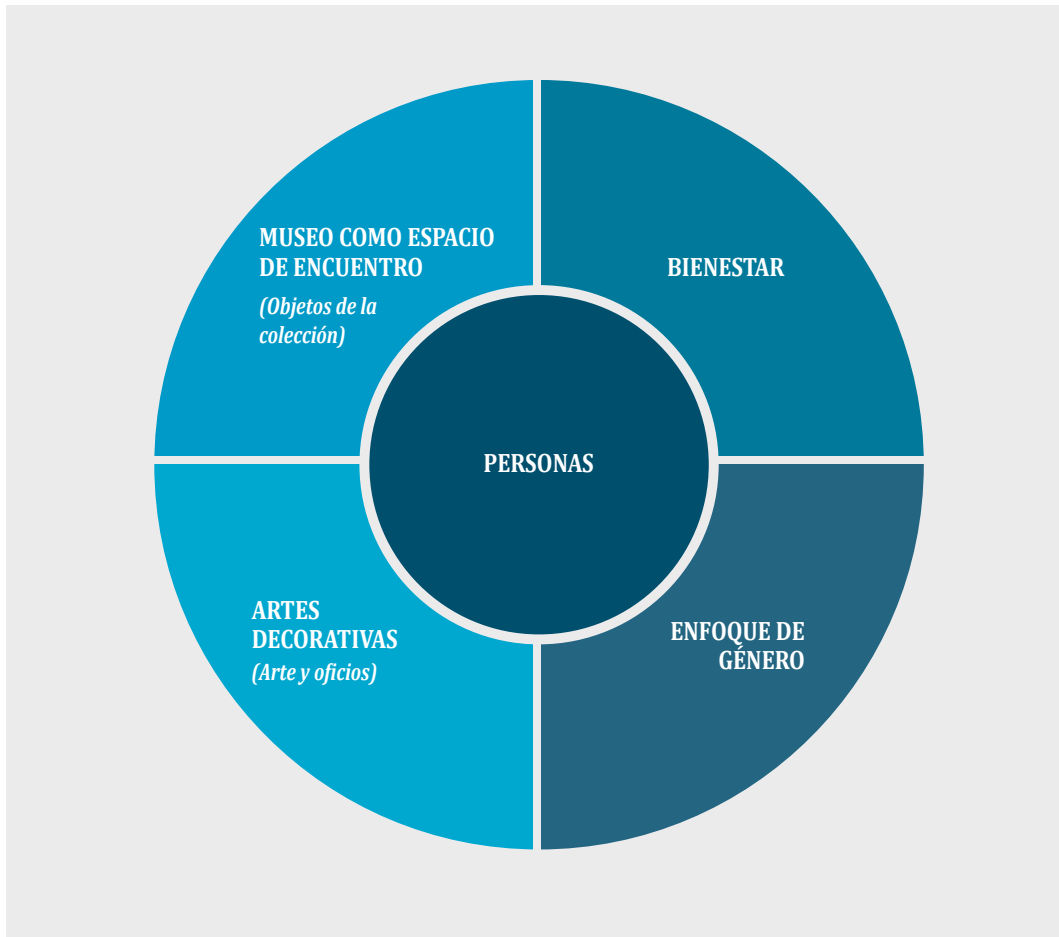 MUSEO COMO ESPACIO
DE ENCUENTRO
(Objetos de la
colección)
BIENESTAR
PERSONAS
ARTES
DECORATIVAS
(Arte y oficios)
ENFOQUE DE
GÉNERO